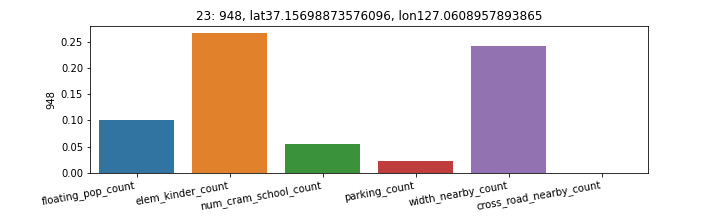 23: 948, lat37.15698873576096, lon127.0608957893865
0.25
0.20
0.15
0.10
0.05
0.00
948
floating_pop_count
elem_kinder_count
num_cram_school_count
parking_count
width_nearby_count
cross_road_nearby_count